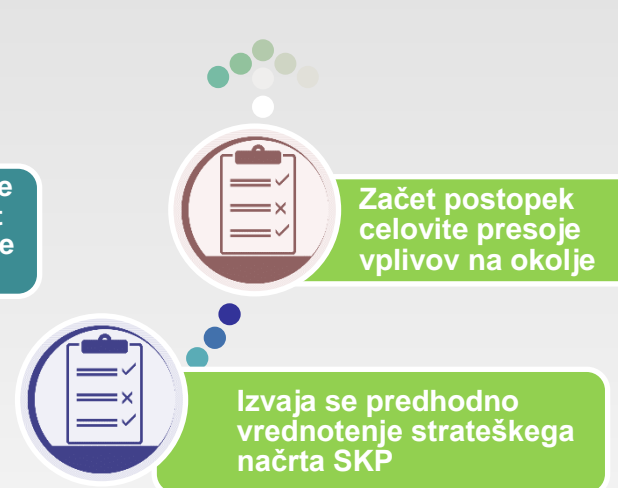 Začet postopek
celovite presoje
vplivov na okolje
Izvaja se predhodno
vrednotenje strateškega
načrta SKP